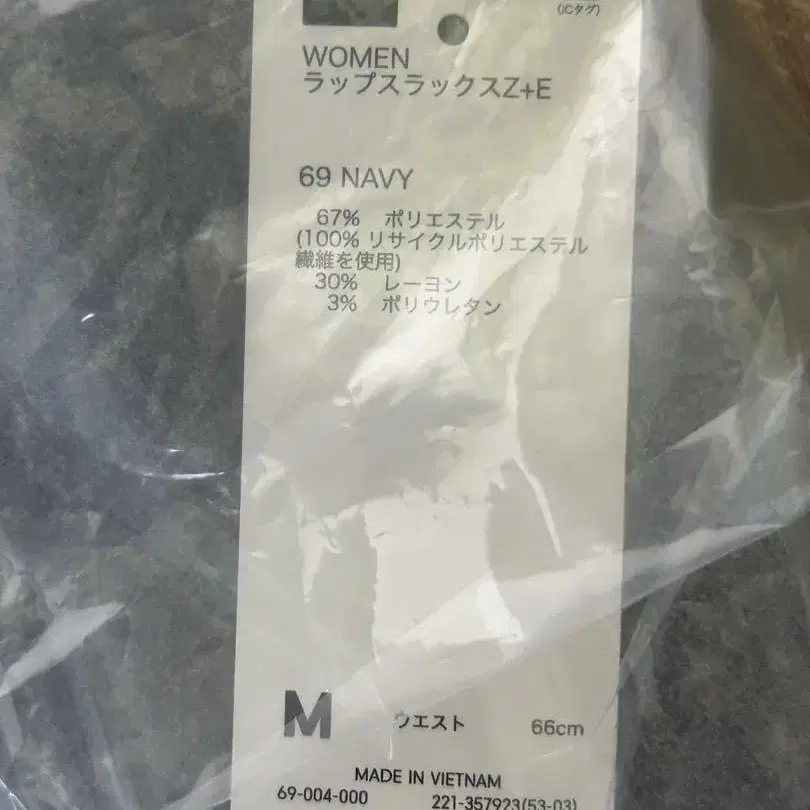 (ICタグ)
WOMEN
ラップスラックスZ+E
69 NAVY
67% ポリエステル
(100% リサイクルポリエステル
繊維を使用)
30% レーヨン
3% ポリウレタン
M ウエスト 66cm
MADE IN VIETNAM
69-004-000 221-357923(53-03)